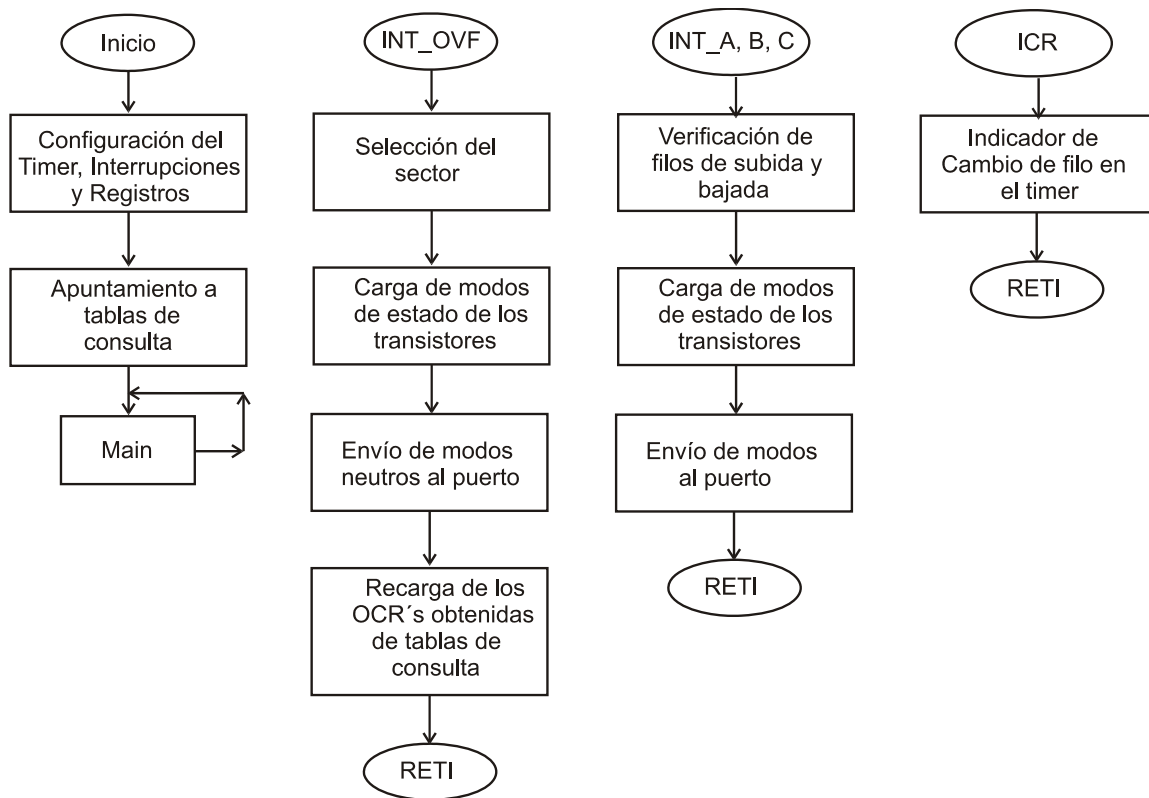 Inicio
Configuración del
Timer, Interrupciones
y Registros
Apuntamiento a
tablas de
consulta
Main
INT_OVF
Selección del
sector
Carga de modos
de estado de los
transistores
Envío de modos
neutros al puerto
Recarga de los
OCR´s obtenidas
de tablas de
consulta
RETI
INT_A, B, C
Verificación de
filos de subida y
bajada
Carga de modos
de estado de los
transistores
Envío de modos
al puerto
RETI
ICR
Indicador de
Cambio de filo en
el timer
RETI